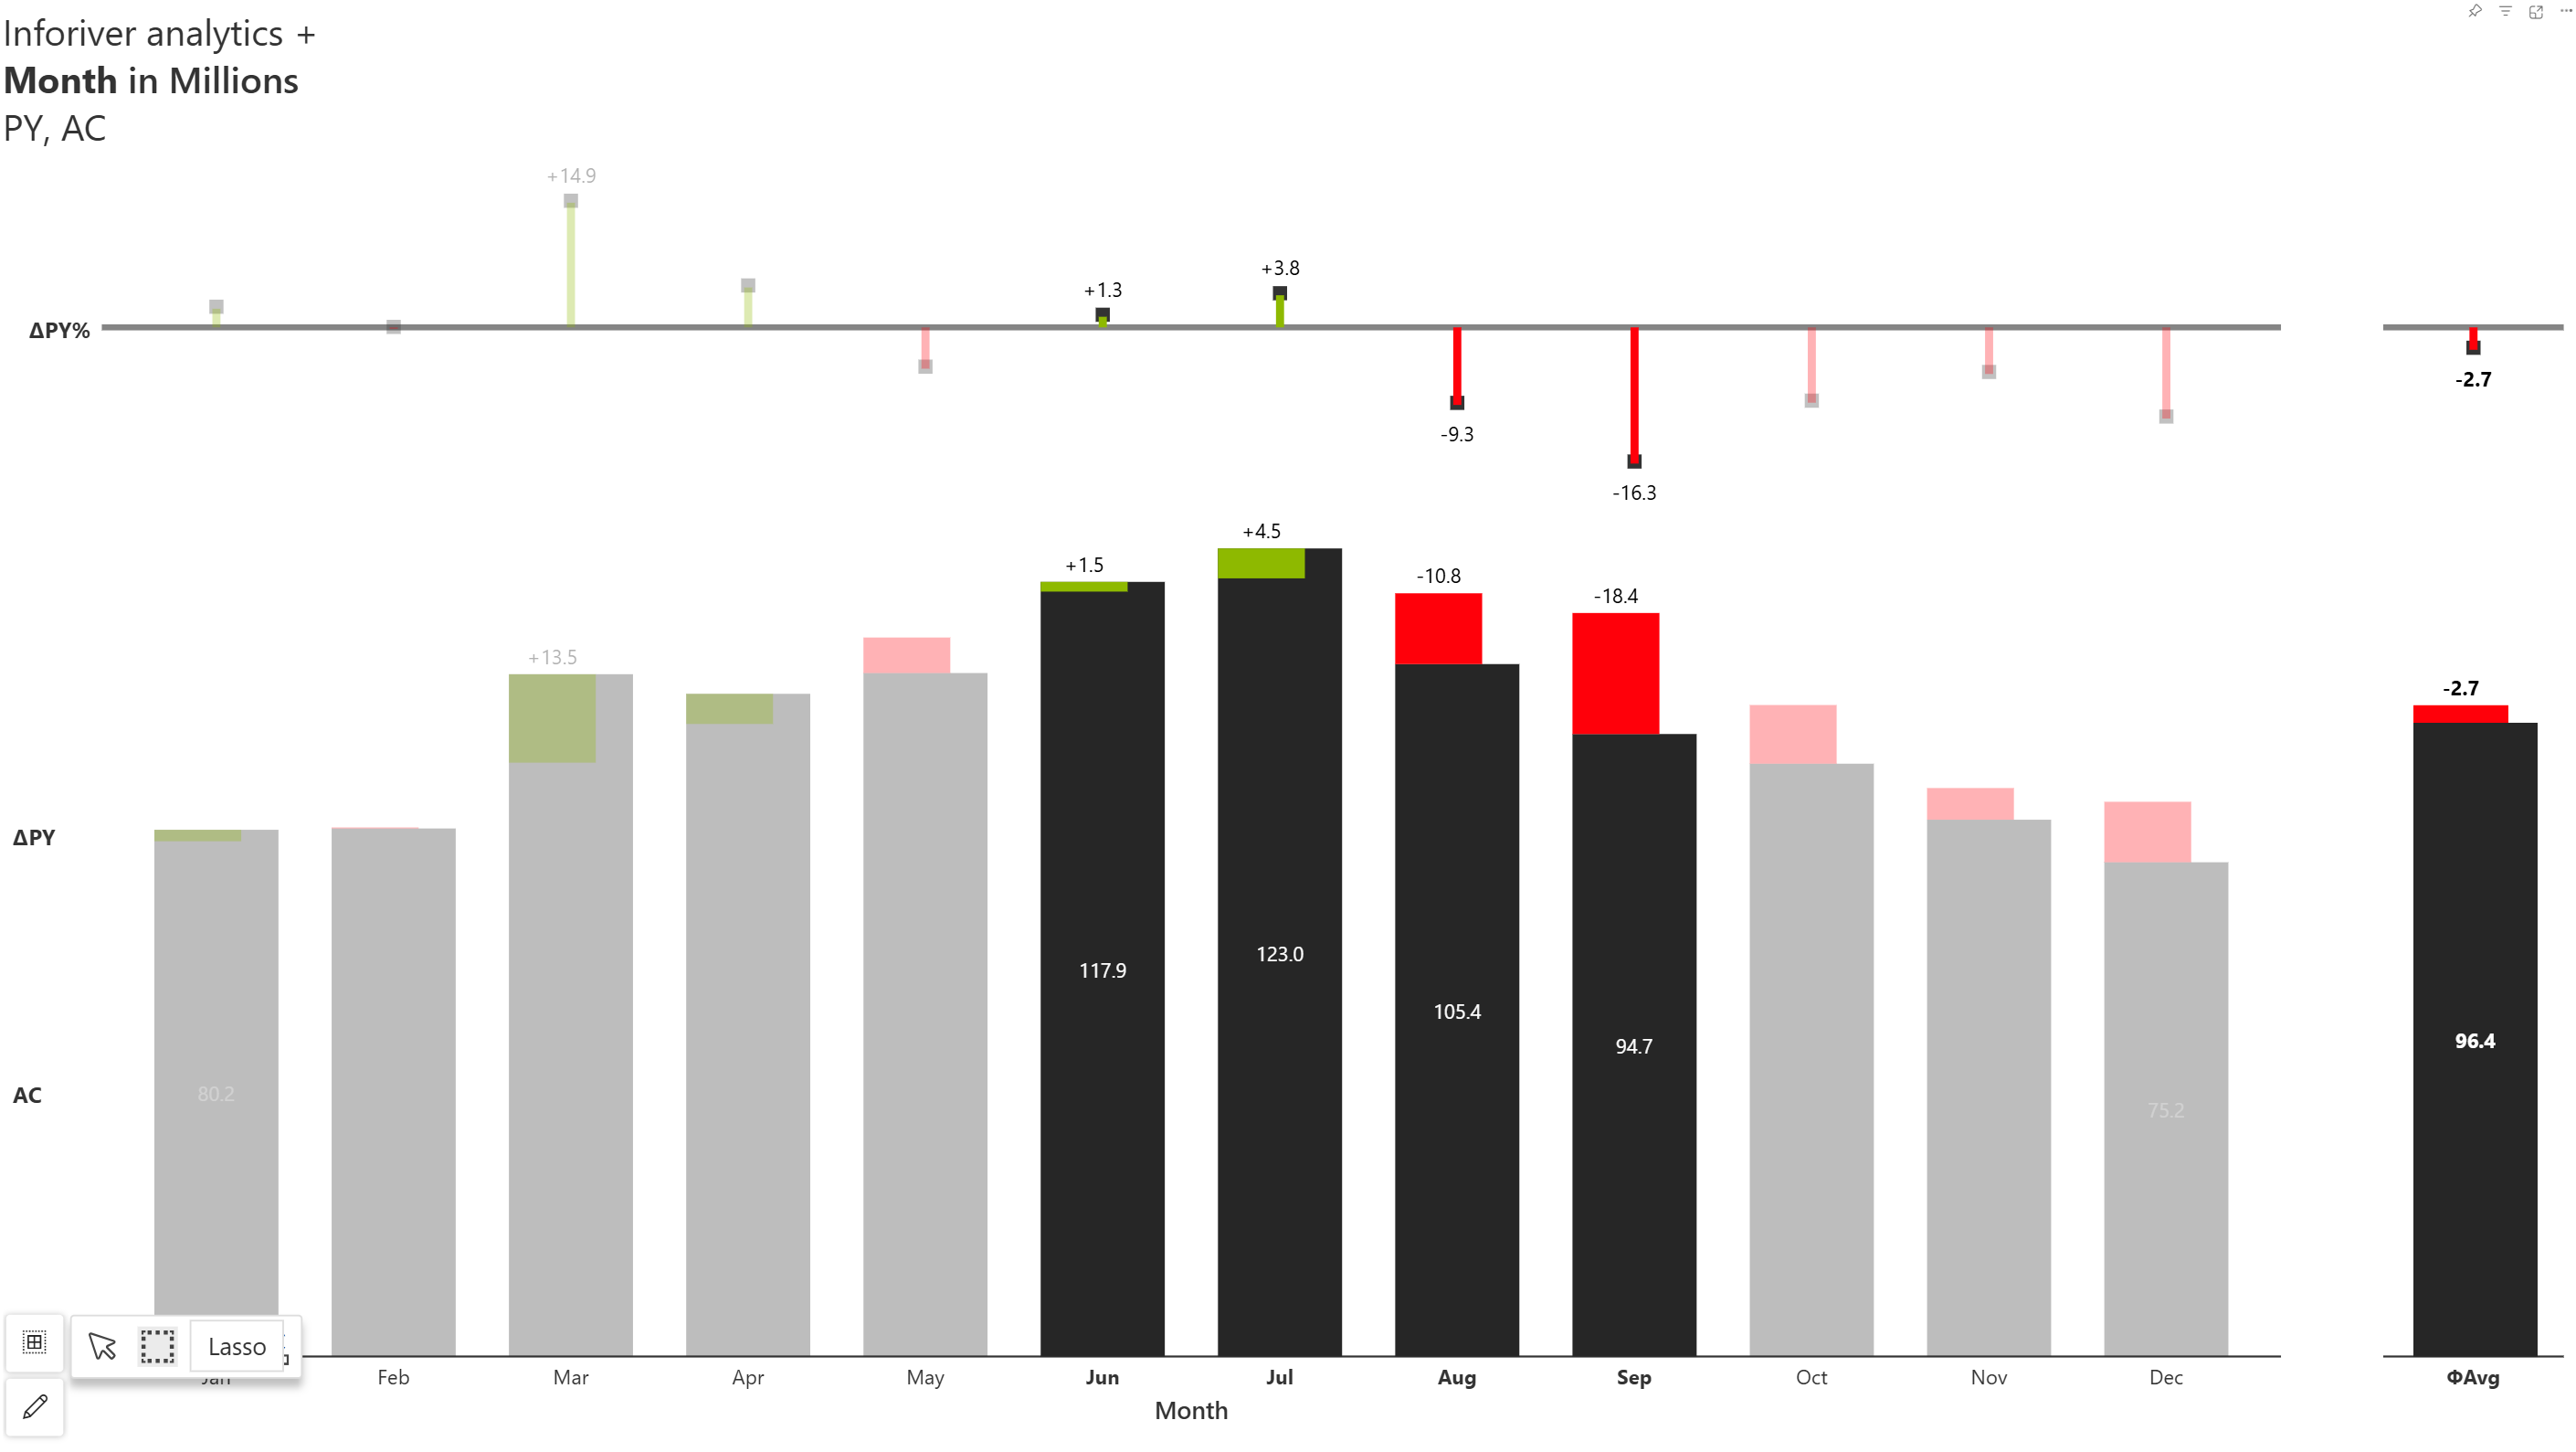 Inforiver analytics +
Month in Millions
PY, AC
+14.9
+3.8
+1.3
ΔPY%
-2.7
-9.3
-16.3
+4.5
+1.5
-10.8
-18.4
+13.5
-2.7
ΔPY
123.0
117.9
105.4
96.4
94.7
AC
80.2
75.2
Lasso
Jan Feb Mar Apr May Jun Jul Aug Sep Oct Nov Dec ΦAvg
Month